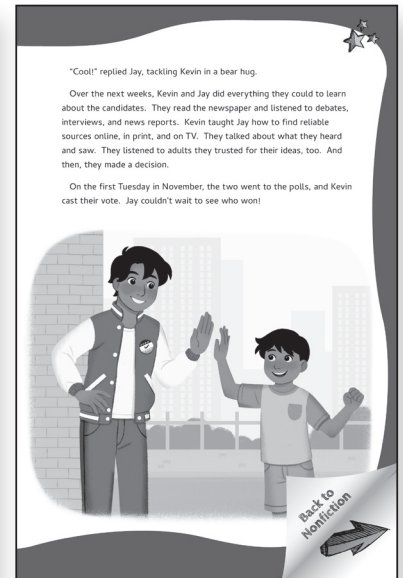 "Cool!" replied Jay, tackling Kevin in a bear hug.
Over the next weeks, Kevin and Jay did everything they could to learn
about the candidates. They read the newspaper and listened to debates,
interviews, and news reports. Kevin taught Jay how to find reliable
sources online, in print, and on TV. They talked about what they heard
and saw. They listened to adults they trusted for their ideas, too. And
then, they made a decision.
On the first Tuesday in November, the two went to the polls, and Kevin
cast their vote. Jay couldn't wait to see who won!
Back to
Nonfiction